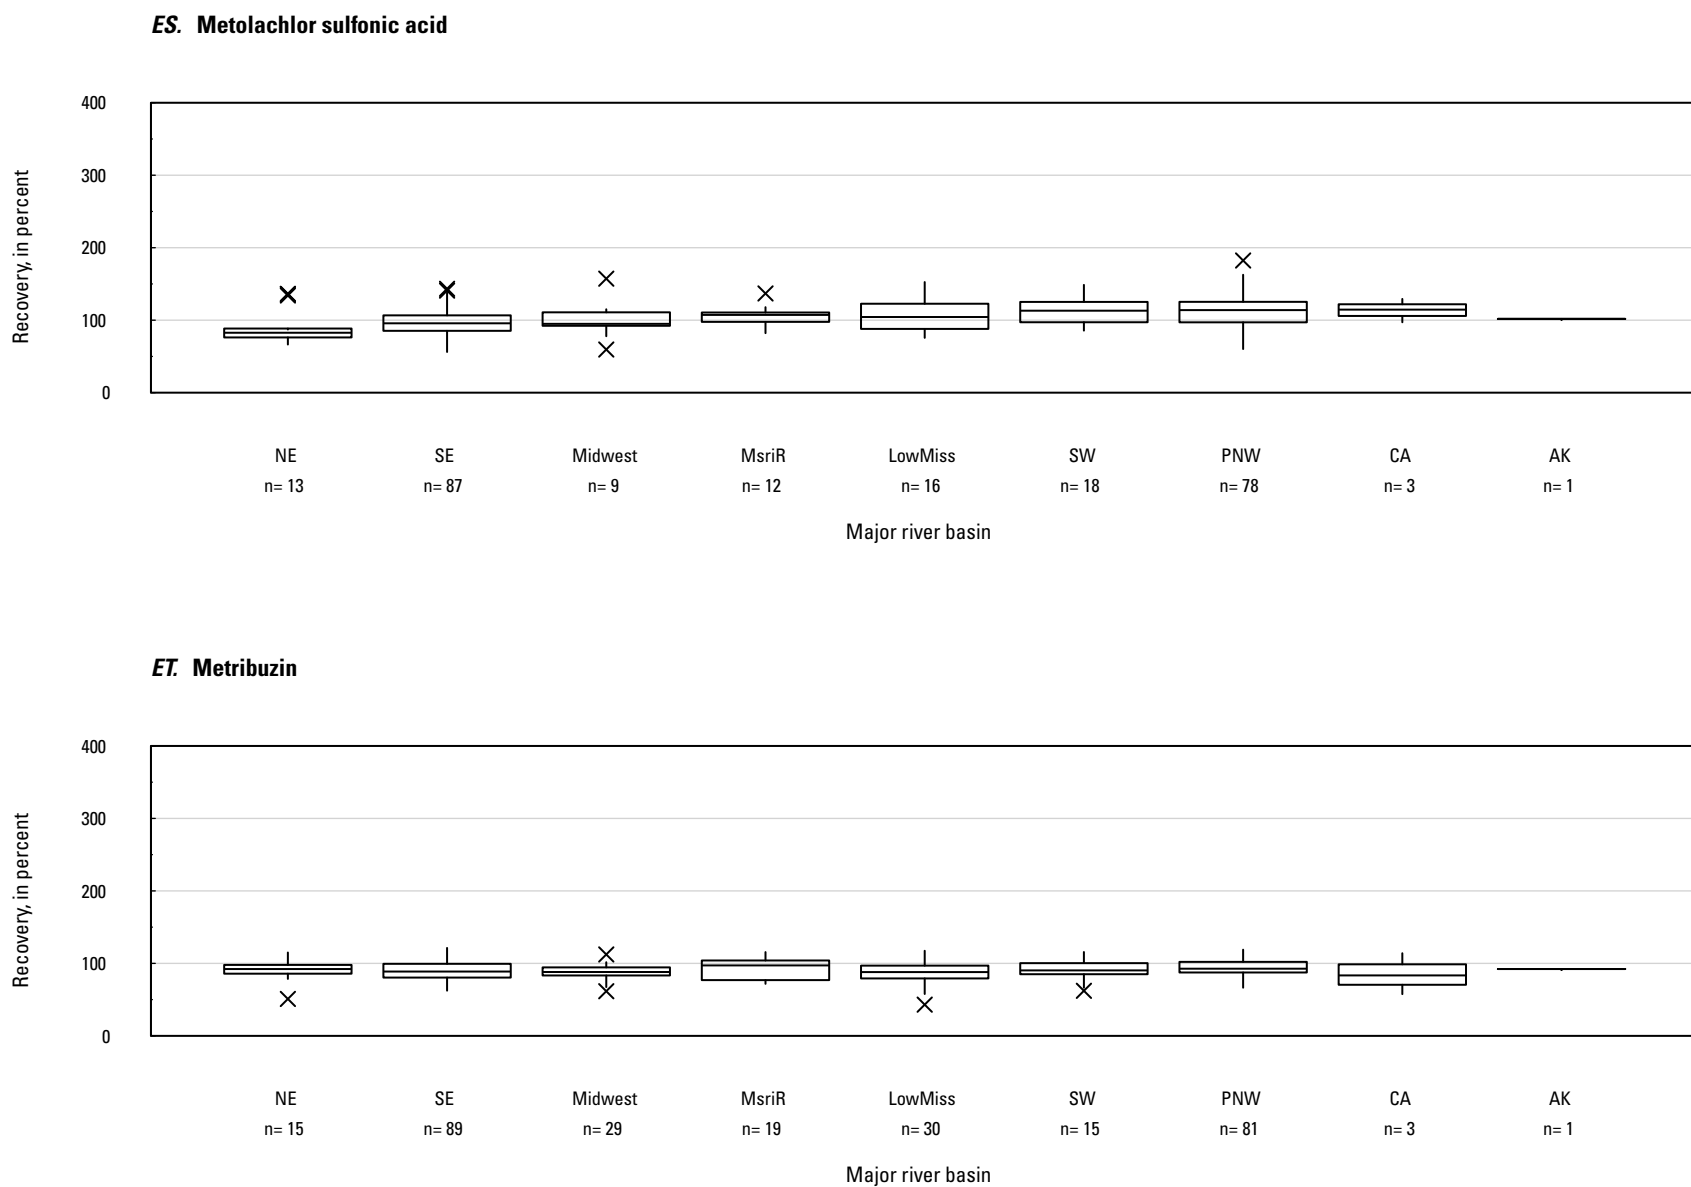 ES. Metolachlor sulfonic acid
400
300
200
100
0
Recovery, in percent
NE SE Midwest MsriR LowMiss SW PNW CA AK
n= 13 n= 87 n= 9 n= 12 n= 16 n= 18 n= 78 n= 3 n= 1
Major river basin
ET. Metribuzin
400
300
200
100
0
Recovery, in percent
NE SE Midwest MsriR LowMiss SW PNW CA AK
n= 15 n= 89 n= 29 n= 19 n= 30 n= 15 n= 81 n= 3 n= 1
Major river basin